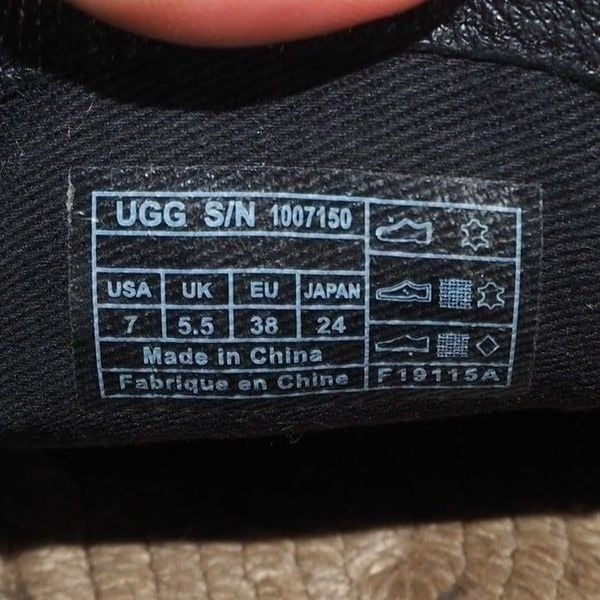 UGG S/N 1007150
USA UK EU JAPAN
7 5.5 38 24
Made in China
Fabrique en Chine F19115A